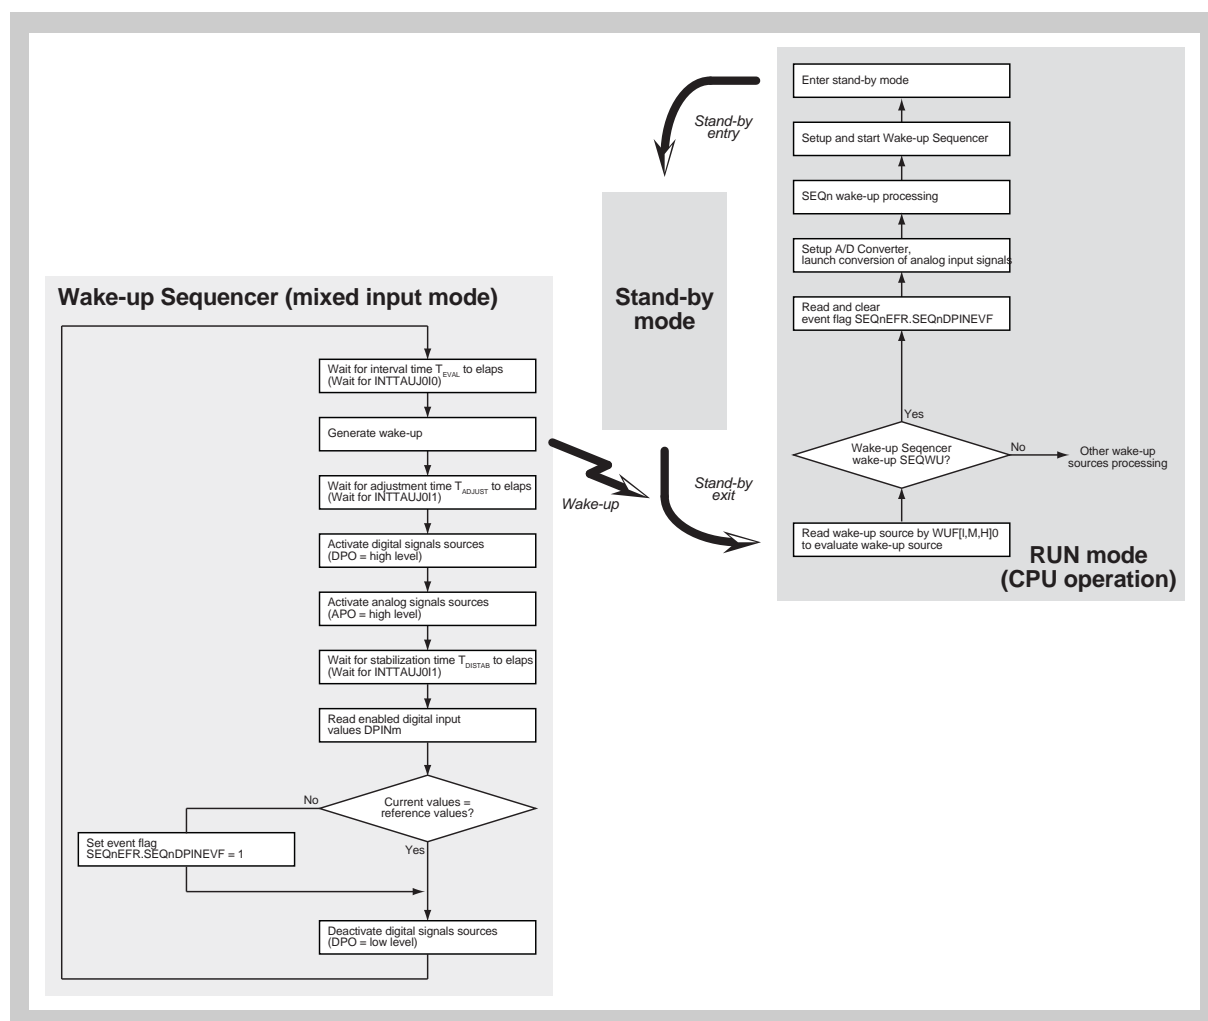 Enter stand-by mode
Stand-by
entry
Setup and start Wake-up Sequencer
SEQn wake-up processing
Setup A/D Converter,
launch conversion of analog input signals
Read and clear
event flag SEQnEFR.SEQnDPINEVF
Yes
Wake-up Seqencer
wake-up SEQWU?
No
Other wake-up
sources processing
Read wake-up source by WUF[l,M,H]0
to evaluate wake-up source
RUN mode
(CPU operation)
Stand-by
mode
Stand-by
exit
Wake-up
Wake-up Sequencer (mixed input mode)
Wait for interval time TEVAL to elaps
(Wait for INTTAUJ0I0)
Generate wake-up
Wait for adjustment time TADJUST to elaps
(Wait for INTTAUJ0I1)
Activate digital signals sources
(DPO = high level)
Activate analog signals sources
(APO = high level)
Wait for stabilization time TDISTAB to elaps
(Wait for INTTAUJ0I1)
Read enabled digital input
values DPINm
No
Current values =
reference values?
Set event flag
SEQnEFR.SEQnDPINEVF = 1
Yes
Deactivate digital signals sources
(DPO = low level)